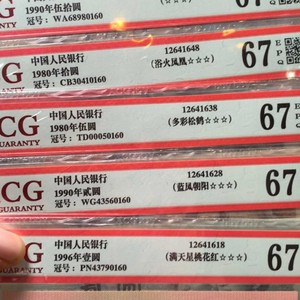 1990年伍拾圆
冠号：WA68980160
(☆☆☆)
67 E
P
Q
中国人民银行
1980年拾圆
冠号：CB30410160
12641648
(浴火凤凰☆☆☆)
67 E
P
Q
CG
GUARANTY
中国人民银行
1980年伍圆
冠号：TD00050160
12641638
(多彩松鹤☆☆☆)
67
CG
GUARANTY
中国人民银行
1990年贰圆
冠号：WG43560160
12641628
(蓝凤朝阳☆☆☆)
67
CG
GUARANTY
中国人民银行
1996年壹圆
冠号：PN43790160
12641618
(满天星桃花红☆☆☆)
67